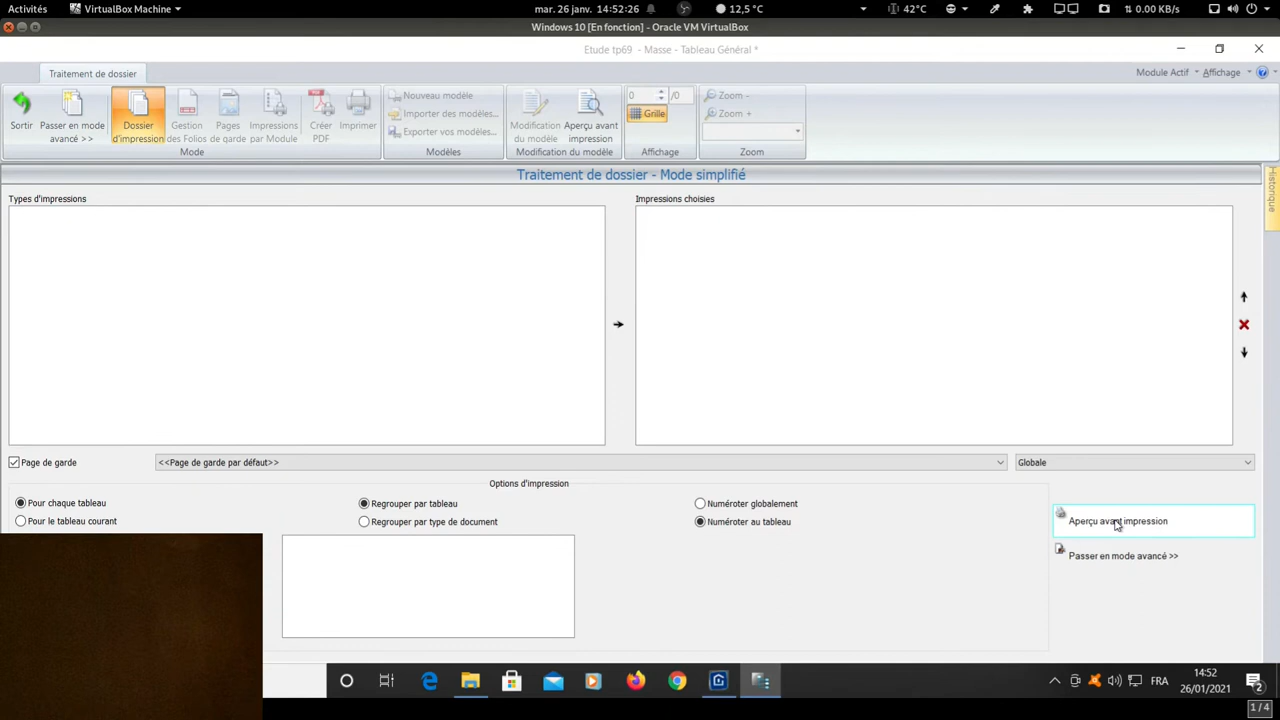 Activités
VirtualBox Machine
mar. 26 janv. 14:52:26
12,5 °C
42°C
0.00 KB/s
Windows 10 [En fonction] - Oracle VM VirtualBox
Etude tp69 - Masse - Tableau Général *
Traitement de dossier
Module Actif
Affichage
Sortir
Passer en mode avancé >>
Dossier d'impression
Gestion des Folios
Pages de garde
Impressions par Module
Créer PDF
Imprimer
Nouveau modèle
Importer des modèles...
Exporter vos modèles...
Modification du modèle
Aperçu avant impression
0
/0
Grille
Zoom -
Zoom +
Mode
Modèles
Modification du modèle
Affichage
Zoom
Traitement de dossier - Mode simplifié
Historique
Types d'impressions
Impressions choisies
Page de garde
<<Page de garde par défaut>>
Globale
Options d'impression
Pour chaque tableau
Regrouper par tableau
Numéroter globalement
Pour le tableau courant
Regrouper par type de document
Numéroter au tableau
Aperçu avant impression
Passer en mode avancé >>
FRA
14:52
26/01/2021
2
1/4